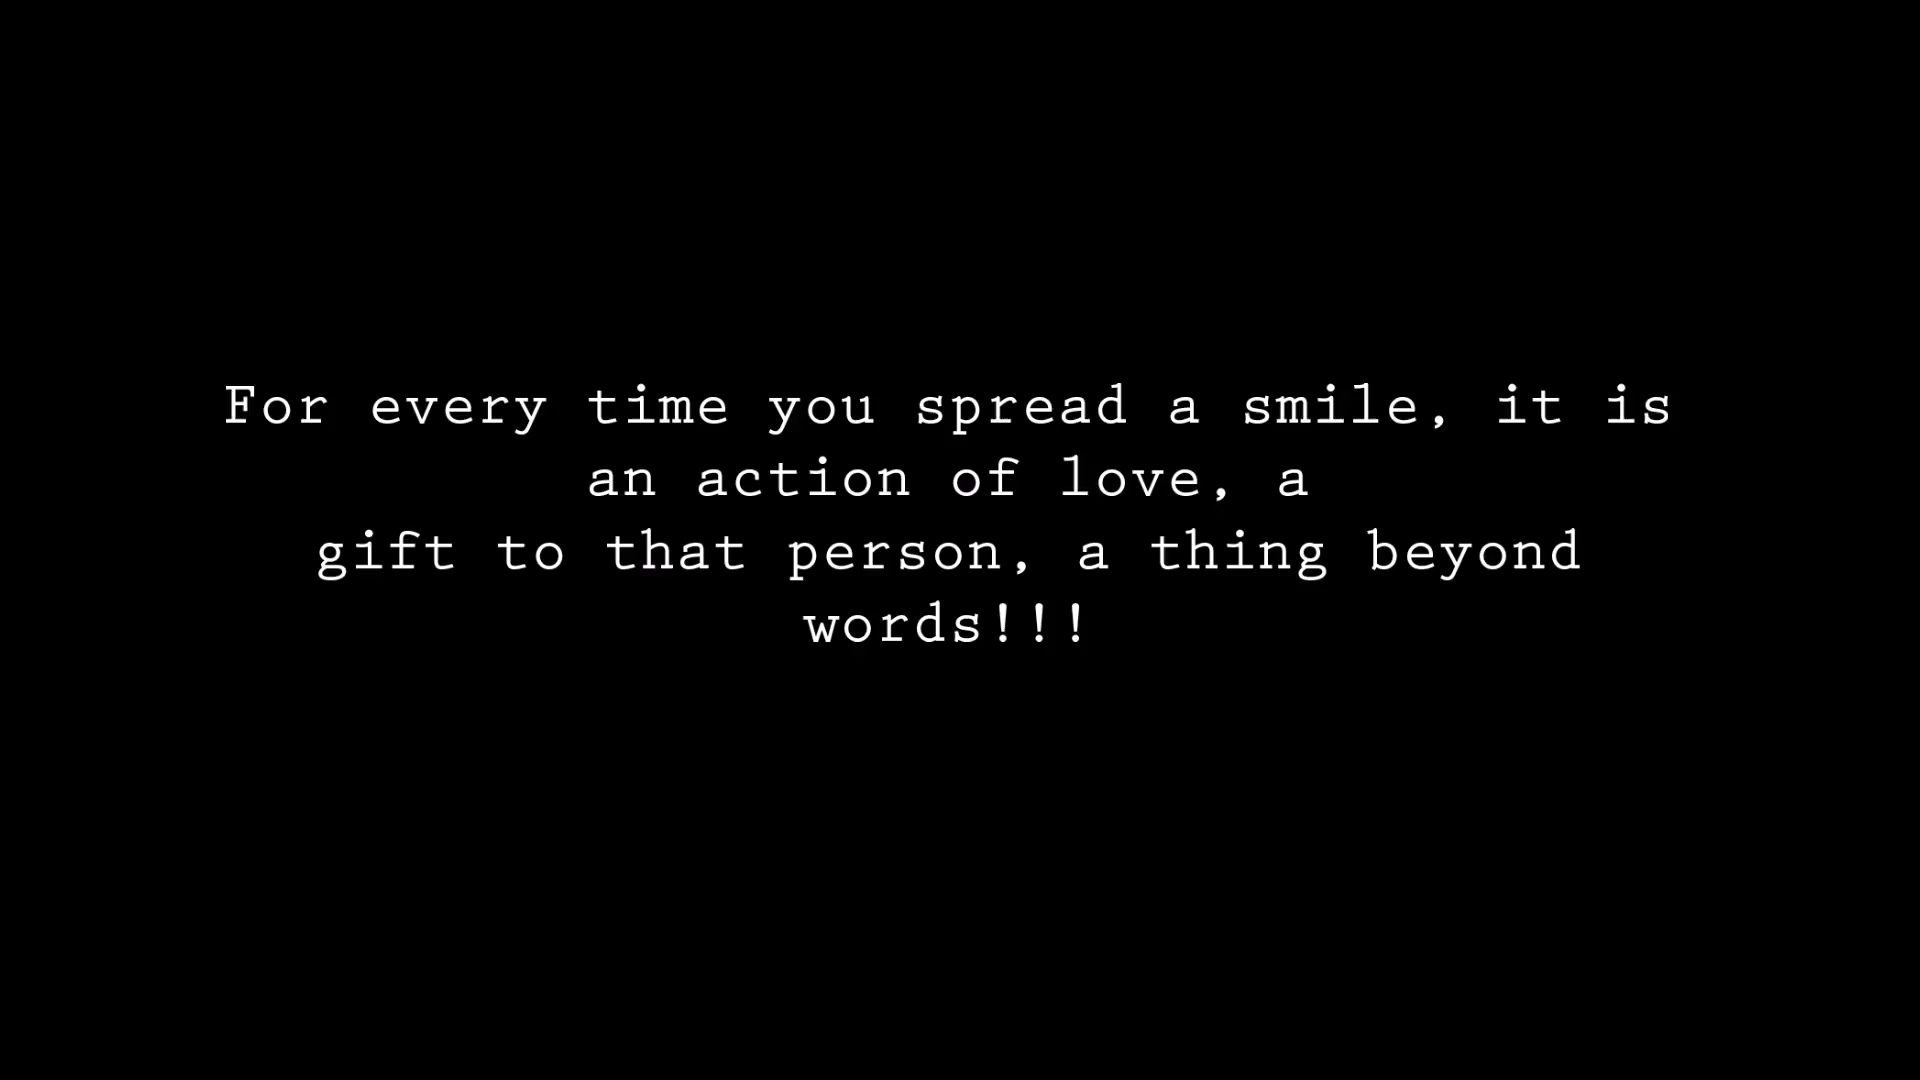 For every time you spread a smile, it is
an action of love, a
gift to that person, a thing beyond
words!!!